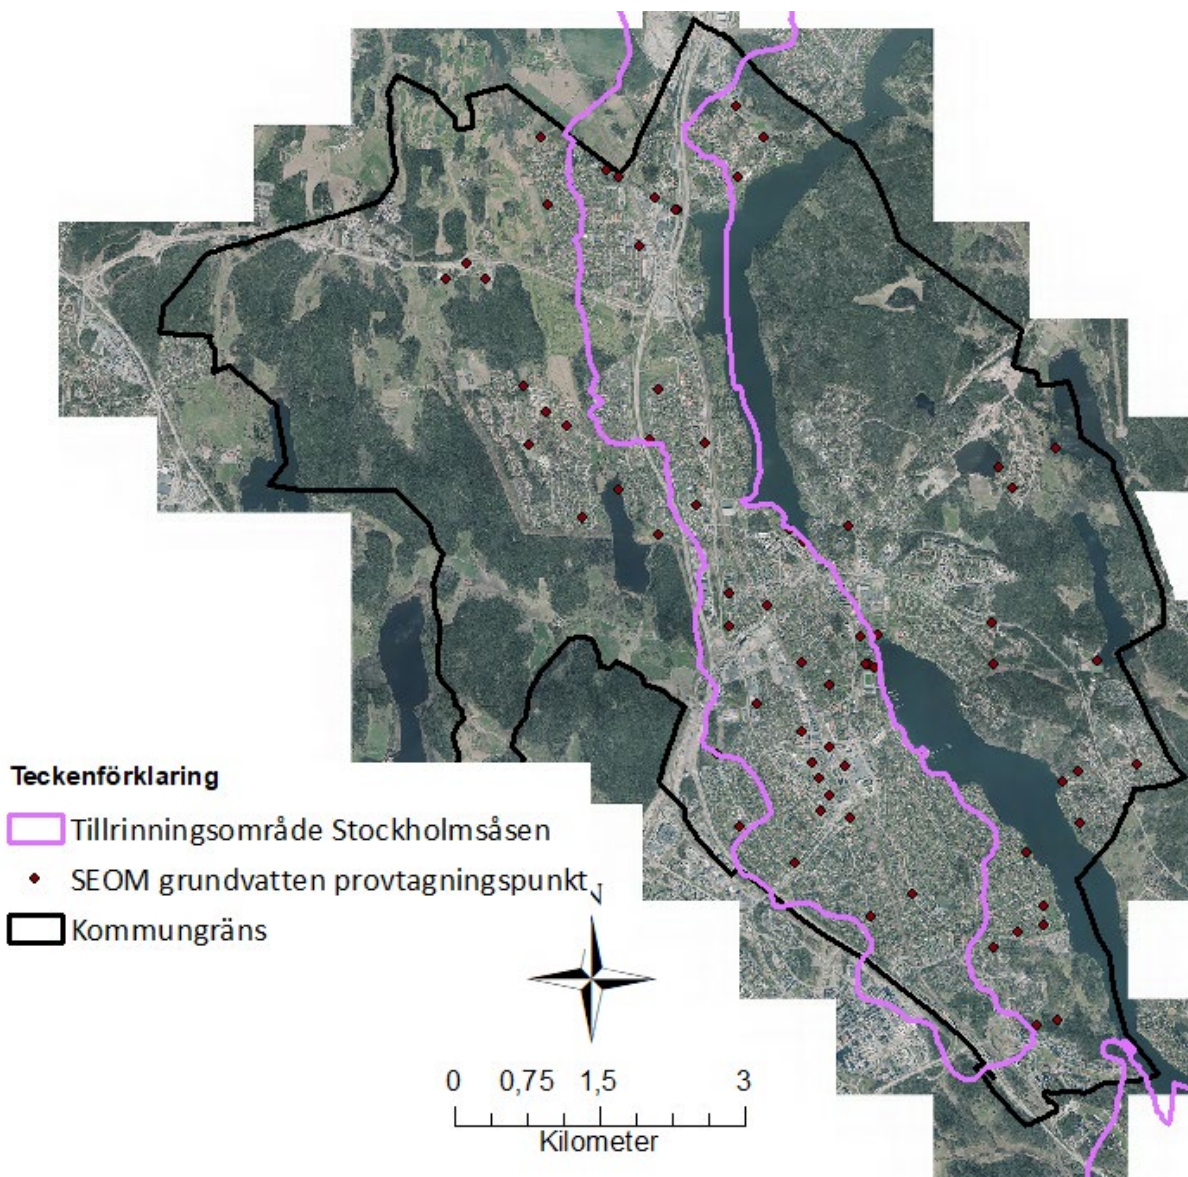 Teckenförklaring
Tillrinningsområde Stockholmsåsen
SEOM grundvatten provtagningspunkt
Kommungräns
N
0 0,75 1,5 3
Kilometer